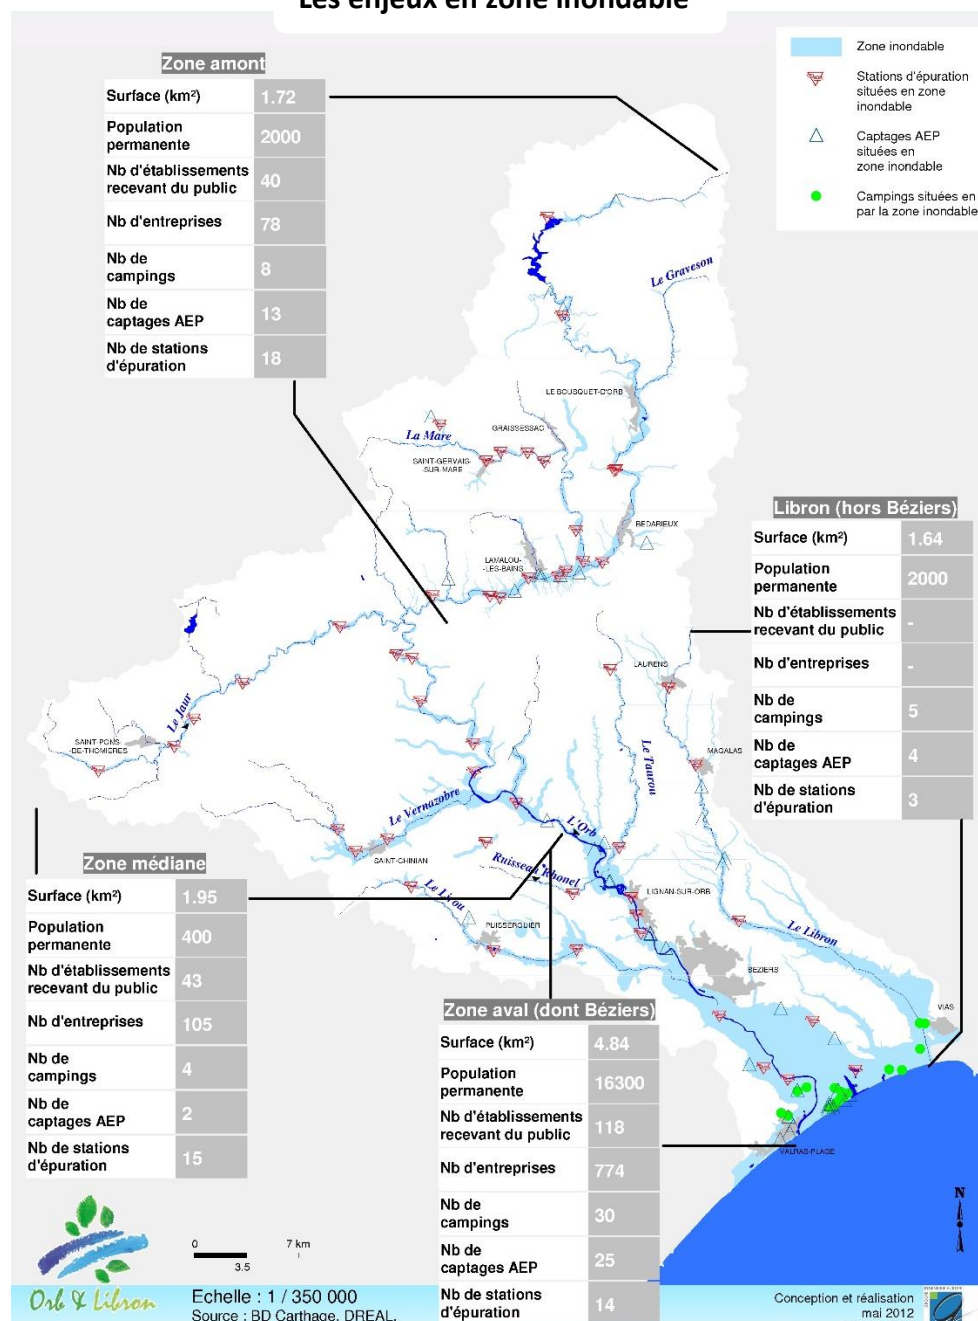 Les enjeux en zone inondable
Zone inondable
Stations d'épuration
situées en zone
inondable
Captages AEP
situées en
zone inondable
Campings situées en
par la zone inondable
Zone amont
Surface (km²) 1.72
Population
permanente 2000
Nb d'établissements
recevant du public 40
Nb d'entreprises 78
Nb de
campings 8
Nb de
captages AEP 13
Nb de stations
d'épuration 18
Le Graveson
LE BOUSQUET-D'ORB
GRAISSESSAC
La Mare
SAINT-GERVAIS-
-SUR-MARE
BEDARIEUX
LAMALOU-
-LES-BAINS
Libron (hors Béziers)
Surface (km²) 1.64
Population
permanente 2000
Nb d'établissements
recevant du public -
Nb d'entreprises -
Nb de
campings 5
Nb de
captages AEP 4
Nb de stations
d'épuration 3
LAURENS
Le Jaur
SAINT-PONS
-DE-THOMIERES
Le Taurou
MAGALAS
Le Vernazobre
L'Orb
SAINT-CHINIAN
Ruisseau Rhonel
Le Lirou
LIGNAN-SUR-ORB
PUISSERGUIER
Le Libron
BEZIERS
VIAS
VALRAS-PLAGE
Zone médiane
Surface (km²) 1.95
Population
permanente 400
Nb d'établissements
recevant du public 43
Nb d'entreprises 105
Nb de
campings 4
Nb de
captages AEP 2
Nb de stations
d'épuration 15
Zone aval (dont Béziers)
Surface (km²) 4.84
Population
permanente 16300
Nb d'établissements
recevant du public 118
Nb d'entreprises 774
Nb de
campings 30
Nb de
captages AEP 25
Nb de stations
d'épuration 14
N
0 7 km
3.5
Orb & Libron
Echelle : 1 / 350 000
Source : BD Carthage, DREAL,
Conception et réalisation
mai 2012